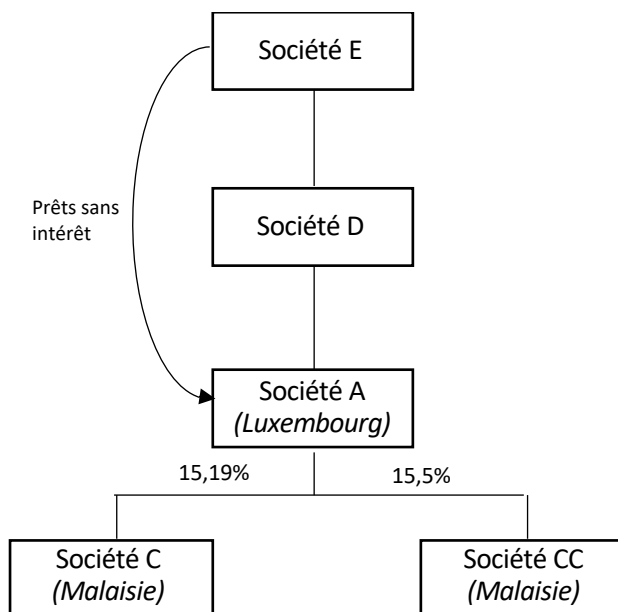 Société E
Prêts sans
intérêt
Société D
Société A
(Luxembourg)
15,19%
15,5%
Société C
(Malaisie)
Société CC
(Malaisie)